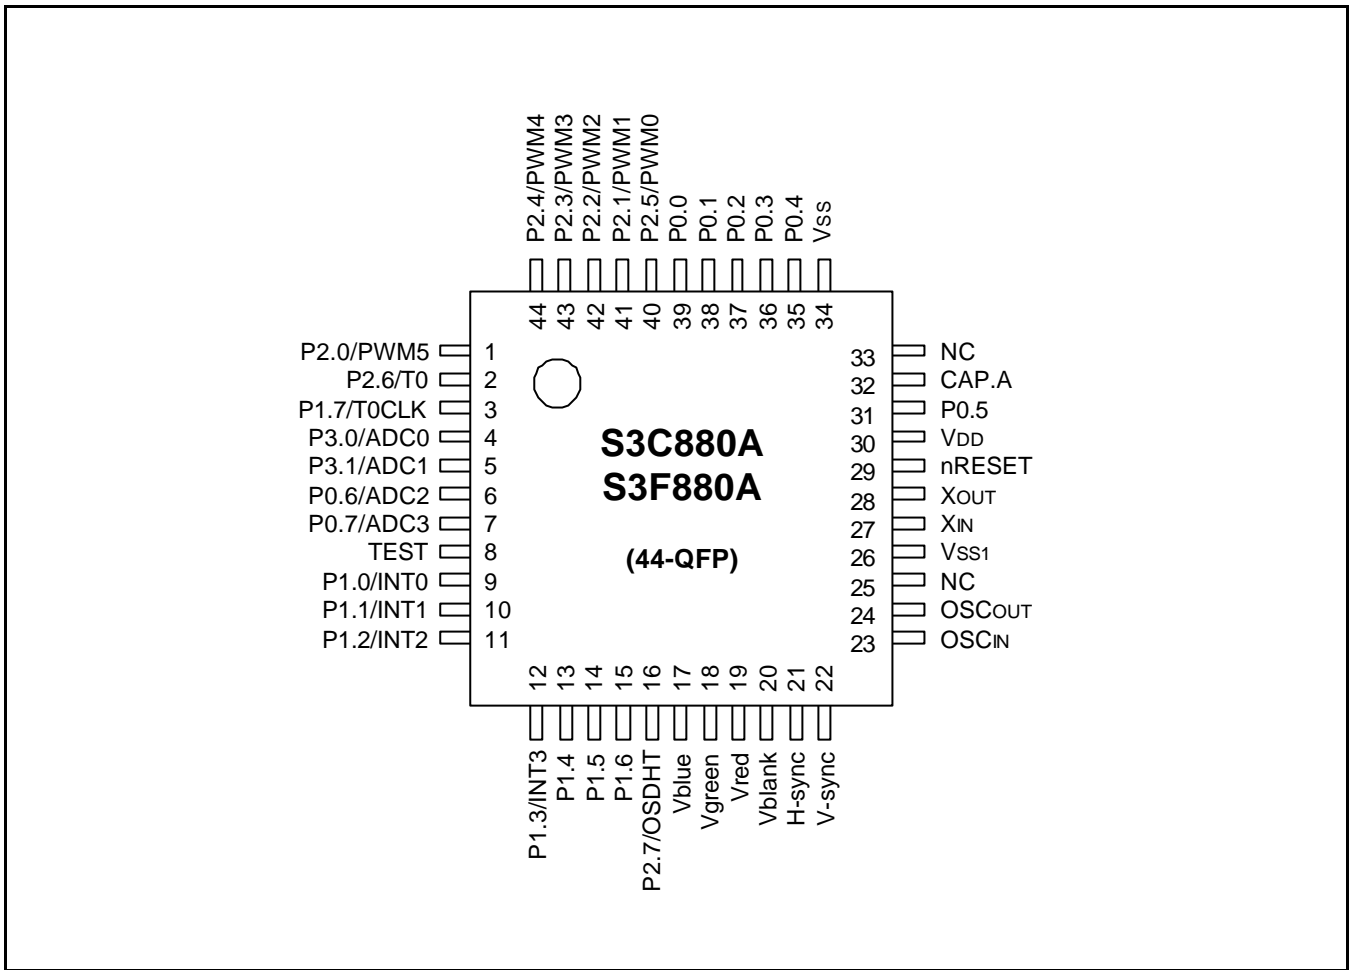 P2.4/PWM4
P2.3/PWM3
P2.2/PWM2
P2.1/PWM1
P2.5/PWM0
P0.0
P0.1
P0.2
P0.3
P0.4
Vss
44
43
42
41
40
39
38
37
36
35
34
P2.0/PWM5 1
P2.6/T0 2
P1.7/T0CLK 3
P3.0/ADC0 4
P3.1/ADC1 5
P0.6/ADC2 6
P0.7/ADC3 7
TEST 8
P1.0/INT0 9
P1.1/INT1 10
P1.2/INT2 11
S3C880A
S3F880A
(44-QFP)
33 NC
32 CAP.A
31 P0.5
30 VDD
29 nRESET
28 XOUT
27 XIN
26 VSS1
25 NC
24 OSCOUT
23 OSCIN
12
13
14
15
16
17
18
19
20
21
22
P1.3/INT3
P1.4
P1.5
P1.6
P2.7/OSDHT
Vblue
Vgreen
Vred
Vblank
H-sync
V-sync